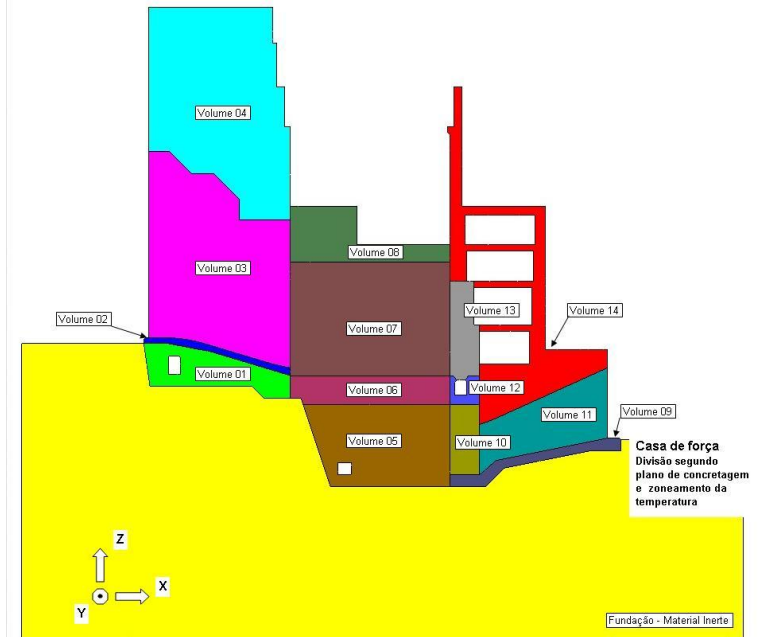 Volume 04
Volume 03
Volume 08
Volume 02
Volume 13
Volume 14
Volume 07
Volume 01
Volume 06
Volume 12
Volume 05
Volume 10
Volume 11
Volume 09
Casa de força
Divisão segundo
plano de concretagem
e zoneamento da
temperatura
Z
X
Y
Fundação - Material Inerte